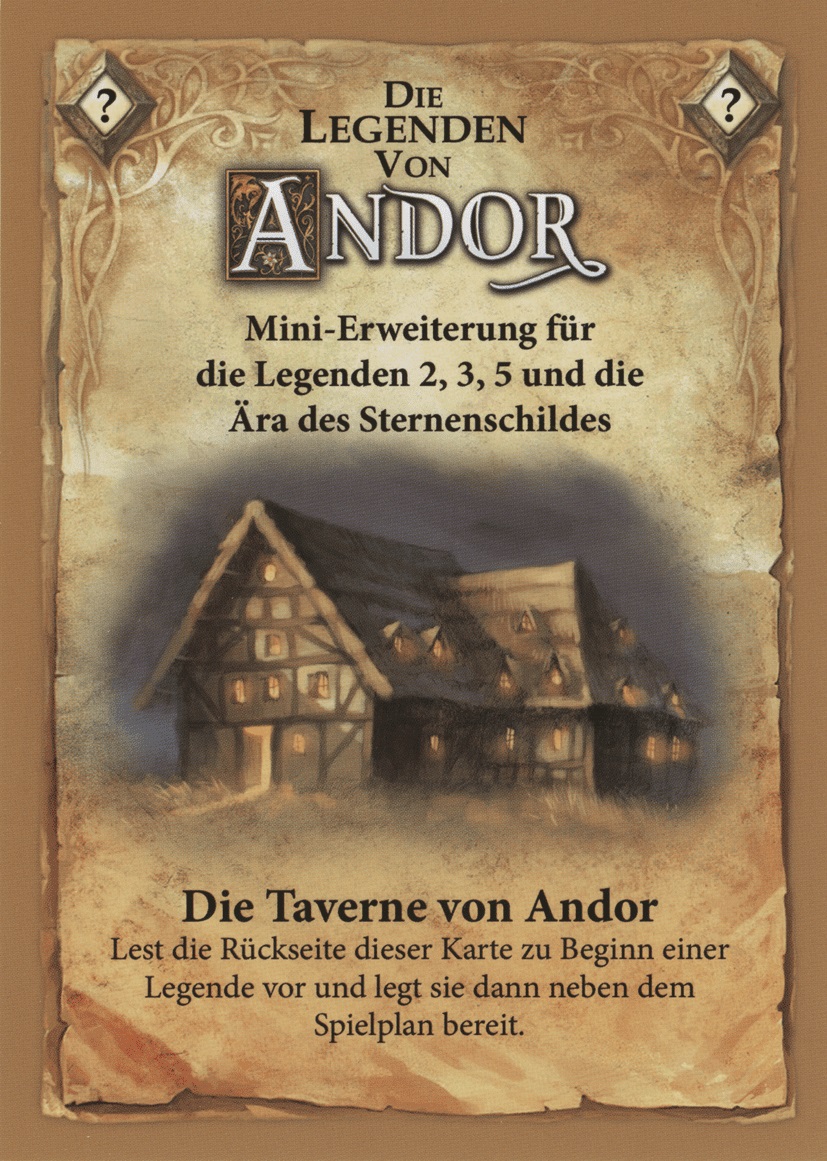 ?
?
Die
Legenden
Von
Andor
Mini-Erweiterung für
die Legenden 2, 3, 5 und die
Ära des Sternenschildes
Die Taverne von Andor
Lest die Rückseite dieser Karte zu Beginn einer
Legende vor und legt sie dann neben dem
Spielplan bereit.